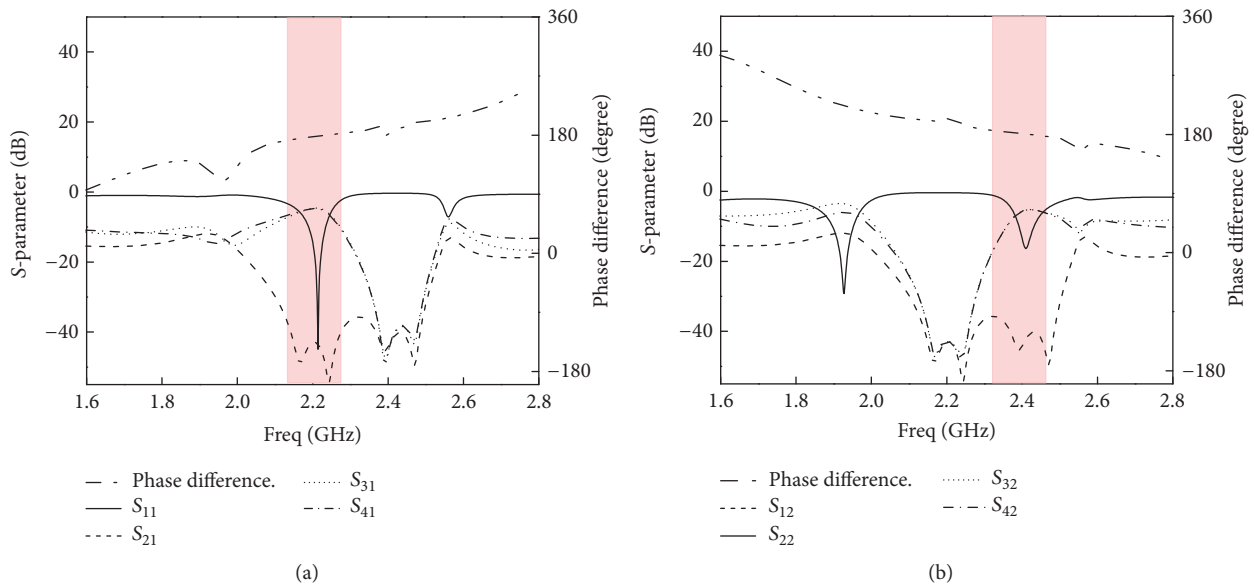 40
20
0
−20
−40
S-parameter (dB)
360
180
0
−180
Phase difference (degree)
1.6 1.8 2.0 2.2 2.4 2.6 2.8
Freq (GHz)
Phase difference.
S11
S21
S31
S41
(a)
40
20
0
−20
−40
S-parameter (dB)
360
180
0
−180
Phase difference (degree)
1.6 1.8 2.0 2.2 2.4 2.6 2.8
Freq (GHz)
Phase difference.
S12
S22
S32
S42
(b)